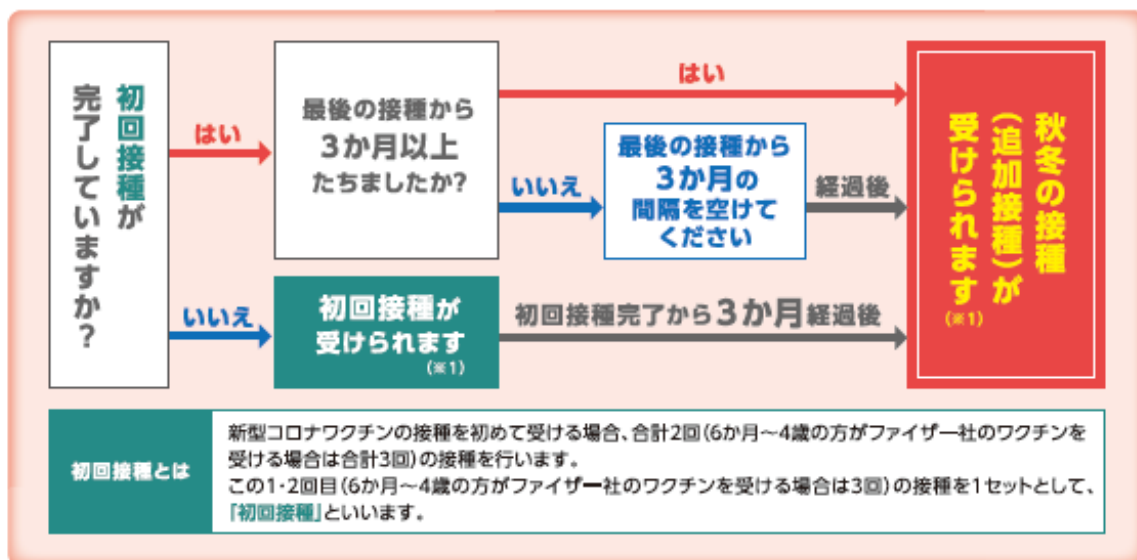 初回接種が
完了していますか？
はい
いいえ
最後の接種から
3か月以上
たちましたか？
はい
いいえ
最後の接種から
3か月の
間隔を空けて
ください
経過後
初回接種が
受けられます
（※1）
初回接種完了から3か月経過後
秋冬の接種
（追加接種）が
受けられます
（※1）
初回接種とは
新型コロナワクチンの接種を初めて受ける場合、合計2回（6か月～4歳の方がファイザー社のワクチンを
受ける場合は合計3回）の接種を行います。
この1・2回目（6か月～4歳の方がファイザー社のワクチンを受ける場合は3回）の接種を1セットとして、
「初回接種」といいます。